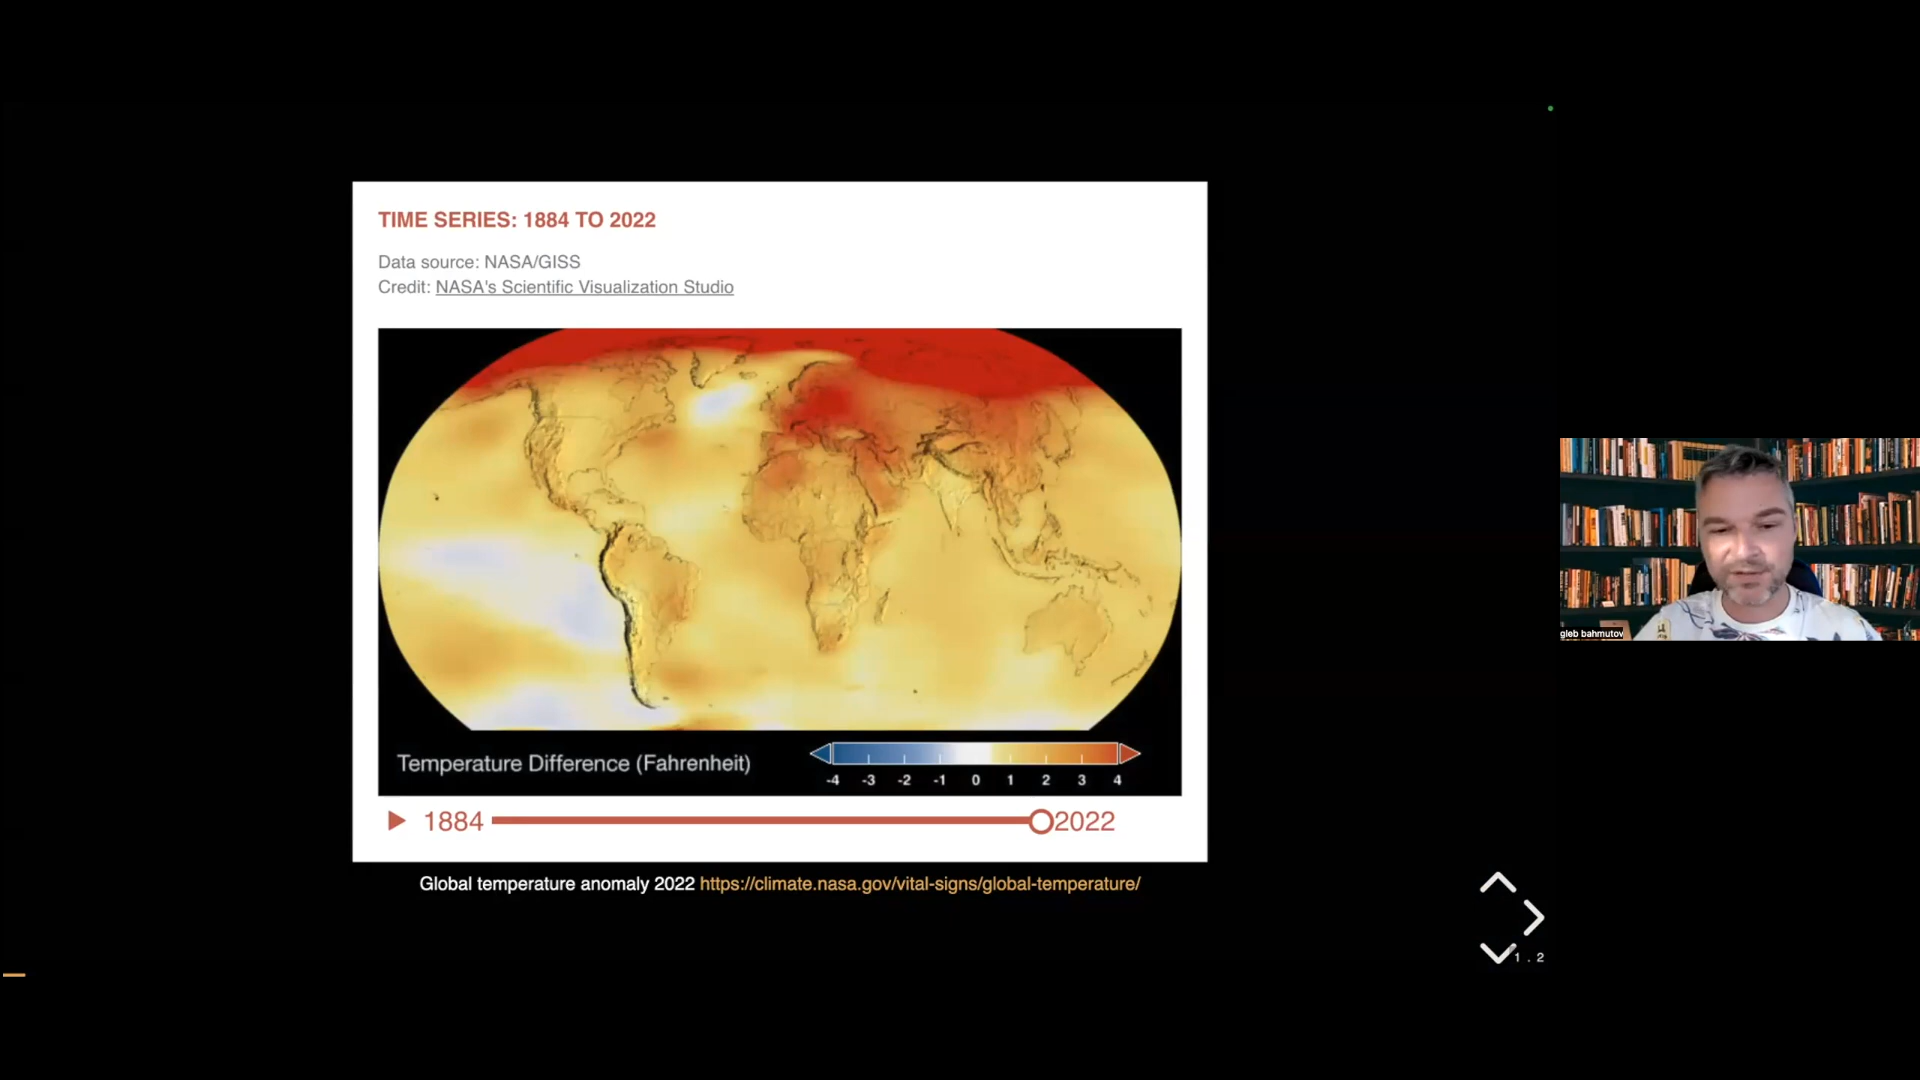 TIME SERIES: 1884 TO 2022
Data source: NASA/GISS
Credit: NASA's Scientific Visualization Studio
Temperature Difference (Fahrenheit)
-4 -3 -2 -1 0 1 2 3 4
1884 2022
Global temperature anomaly 2022 https://climate.nasa.gov/vital-signs/global-temperature/
gleb bahmutov
1 . 2